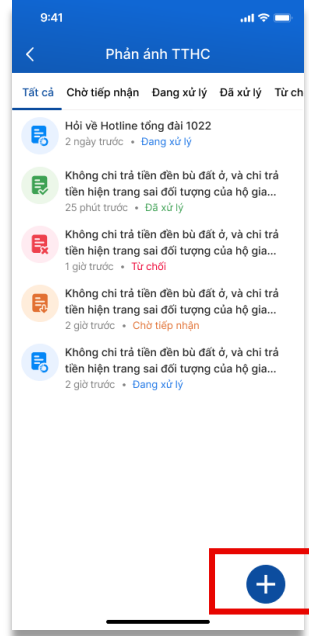 9:41
Phản ánh TTHC
Tất cả Chờ tiếp nhận Đang xử lý Đã xử lý Từ ch
Hỏi về Hotline tổng đài 1022
2 ngày trước • Đang xử lý
Không chi trả tiền đền bù đất ở, và chi trả
tiền hiện trang sai đối tượng của hộ gia...
25 phút trước • Đã xử lý
Không chi trả tiền đền bù đất ở, và chi trả
tiền hiện trang sai đối tượng của hộ gia...
1 giờ trước • Từ chối
Không chi trả tiền đền bù đất ở, và chi trả
tiền hiện trang sai đối tượng của hộ gia...
2 giờ trước • Chờ tiếp nhận
Không chi trả tiền đền bù đất ở, và chi trả
tiền hiện trang sai đối tượng của hộ gia...
2 giờ trước • Đang xử lý